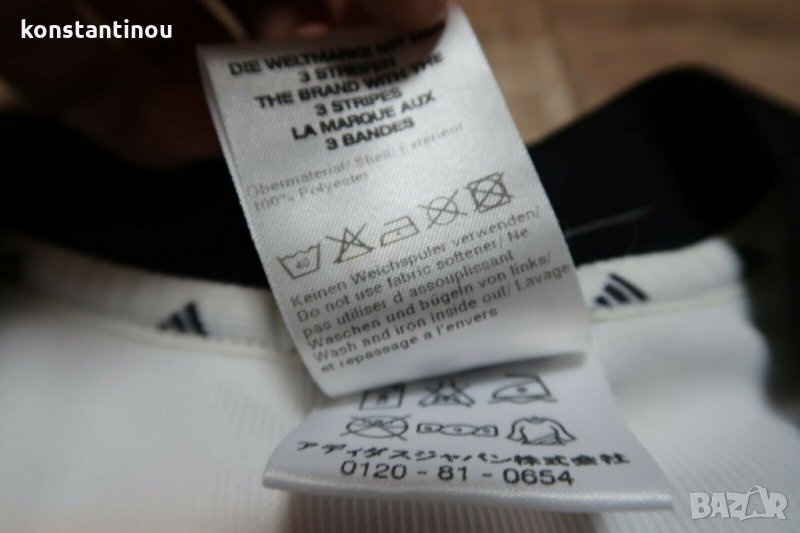 konstantinou
DIE WELTMARKE MIT
3 STREIFEN
THE BRAND WITH THE
3 STRIPES
LA MARQUE AUX
3 BANDES
Obermaterial/ Shell/ Extérieur
100% Polyester
40
Keinen Weichspüler verwenden/
Do not use fabric softener/ Ne
pas utiliser d´assouplissant
Waschen und bügeln von links/
Wash and iron inside out/ Lavage
et repassage a l´envers
アディダスジャパン株式会社
0120 - 81 - 0654
BAZAR